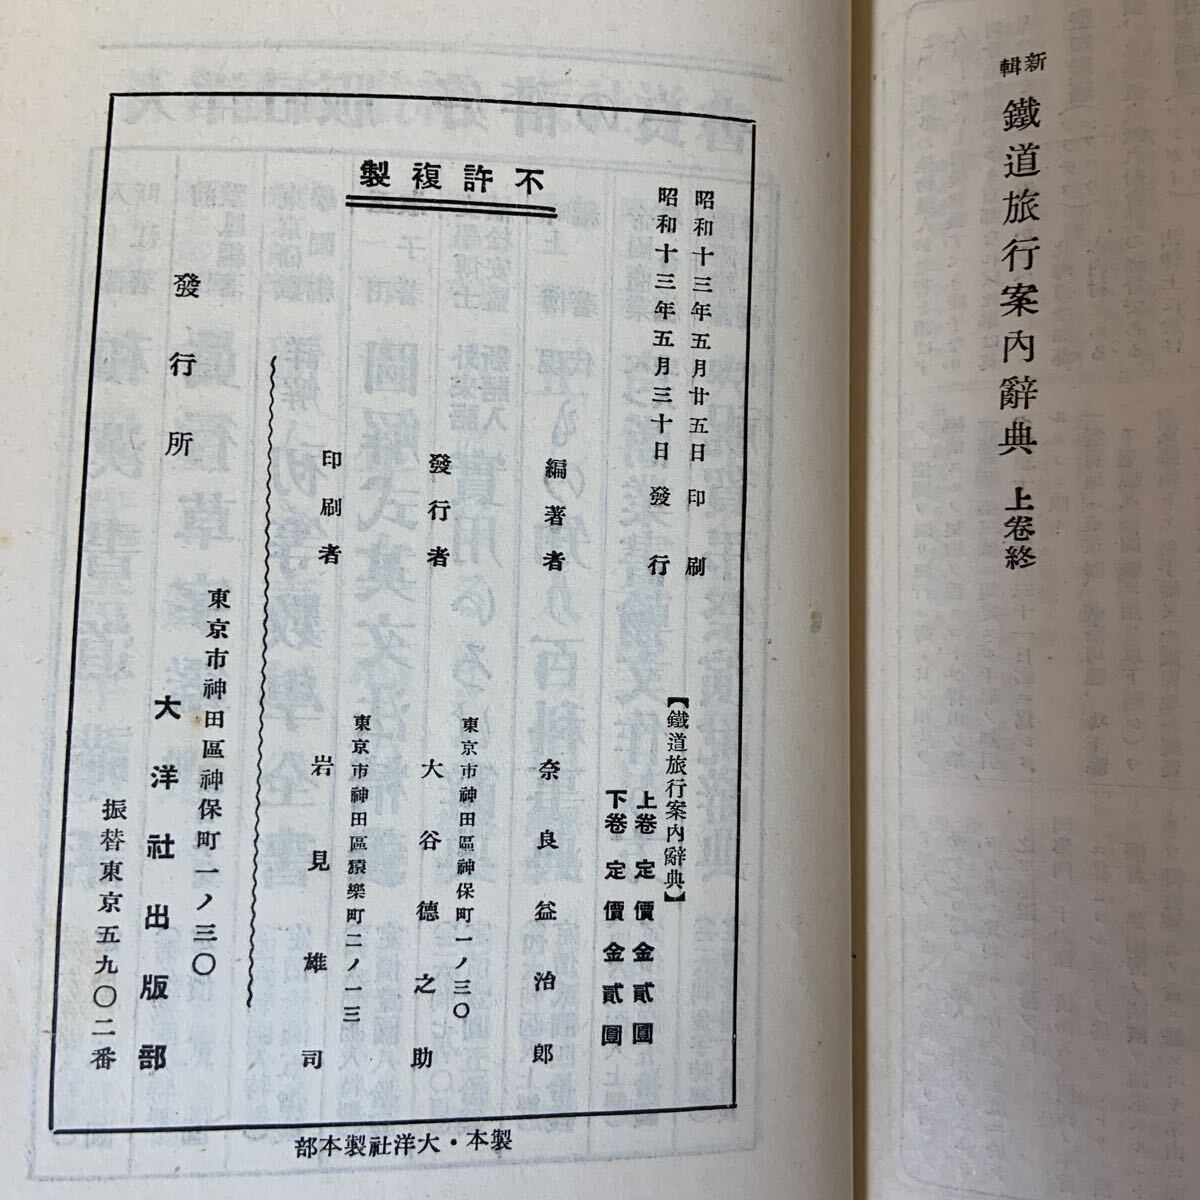 新輯 鐵道旅行案內辭典 上卷終
不許複製
昭和十三年五月廿五日印刷
昭和十三年五月三十日發行
【鐵道旅行案內辭典】
上卷定價金貳圓
下卷定價金貳圓
編著者 奈良益治郎
東京市神田區神保町一ノ三〇
發行者 大谷德之助
東京市神田區猿樂町二ノ一三
印刷者 岩見雄司
東京市神田區神保町一ノ三〇
發行所 大洋社出版部
振替東京五九〇二番
製本・大洋社製本部